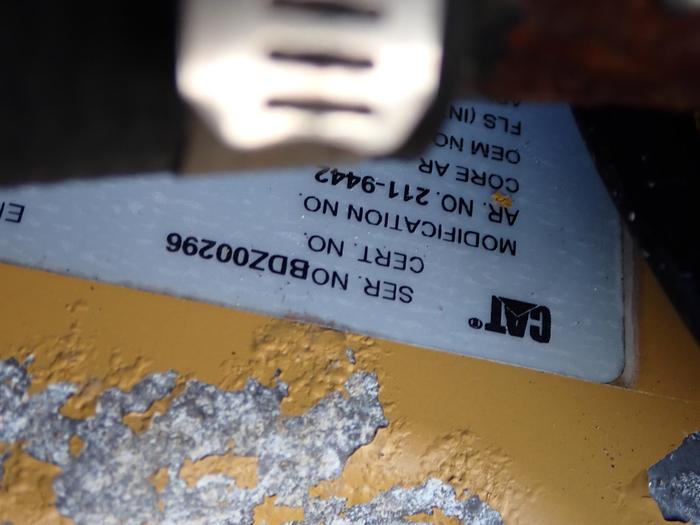 CAT®
SER. NO BDZ00296
CERT. NO.
MODIFICATION NO.
AR. NO. 211-9442
CORE AR
OEM NO
FLS (IN